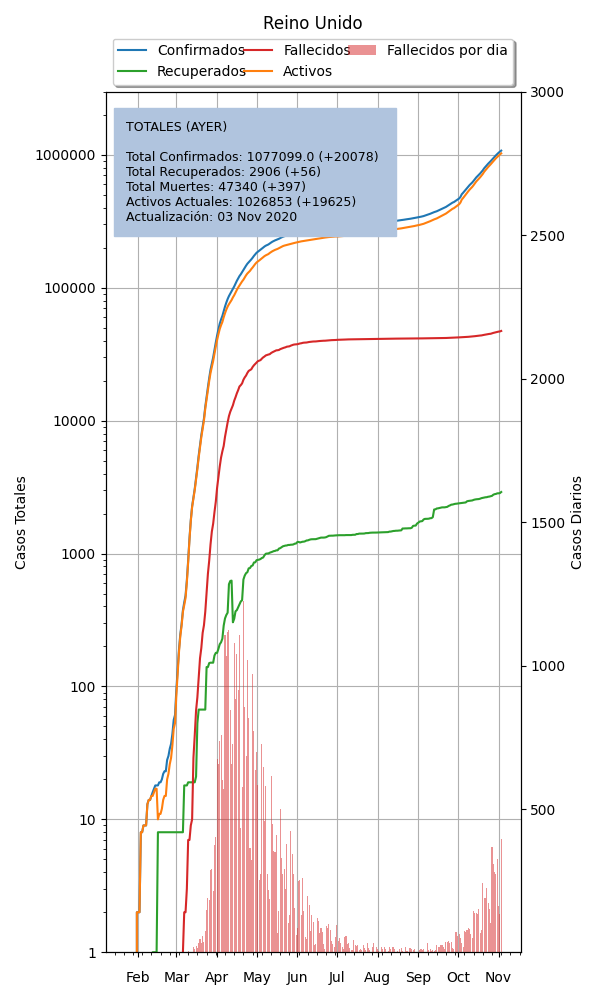 Reino Unido
Confirmados Fallecidos Fallecidos por dia
Recuperados Activos
TOTALES (AYER)
Total Confirmados: 1077099.0 (+20078)
Total Recuperados: 2906 (+56)
Total Muertes: 47340 (+397)
Activos Actuales: 1026853 (+19625)
Actualización: 03 Nov 2020
Casos Totales
1000000
100000
10000
1000
100
10
1
3000
2500
2000
1500
1000
500
Casos Diarios
Feb Mar Apr May Jun Jul Aug Sep Oct Nov